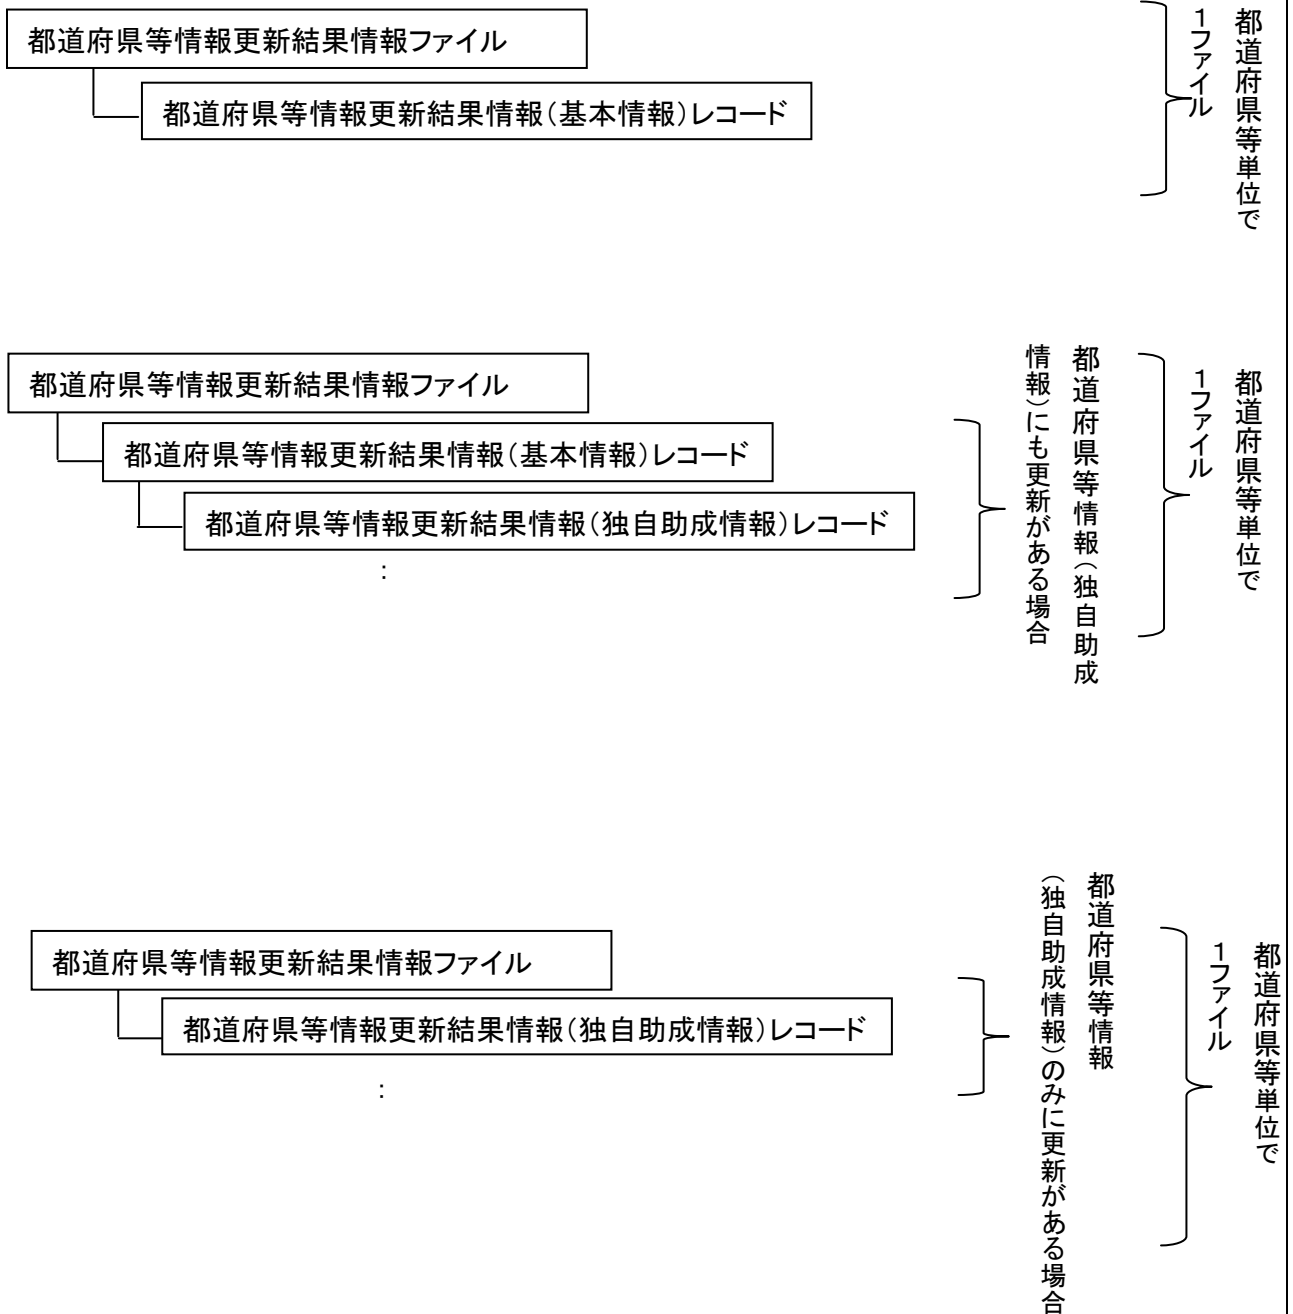 都道府県等情報更新結果情報ファイル
都道府県等情報更新結果情報（基本情報）レコード
都道府県等単位で
１ファイル
都道府県等情報更新結果情報ファイル
都道府県等情報更新結果情報（基本情報）レコード
都道府県等情報更新結果情報（独自助成情報）レコード
：
都道府県等情報（独自助成
情報）にも更新がある場合
都道府県等単位で
１ファイル
都道府県等情報更新結果情報ファイル
都道府県等情報更新結果情報（独自助成情報）レコード
：
都道府県等情報
（独自助成情報）のみに更新がある場合
都道府県等単位で
１ファイル